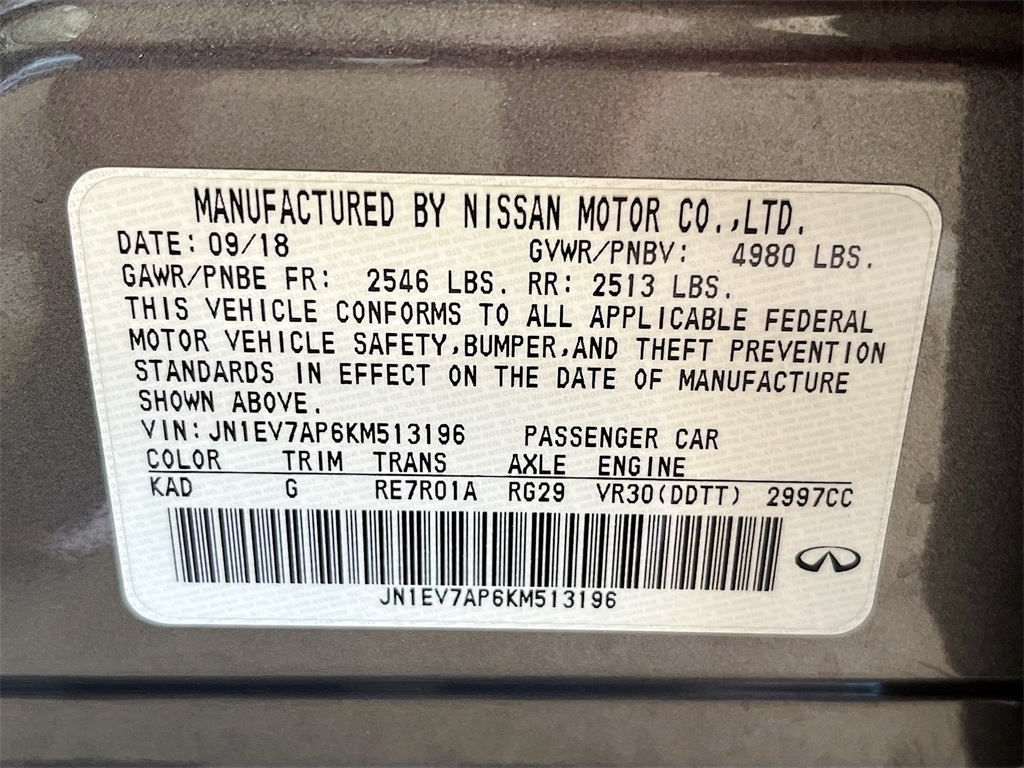 MANUFACTURED BY NISSAN MOTOR CO.,LTD.
DATE: 09/18 GVWR/PNBV: 4980 LBS.
GAWR/PNBE FR: 2546 LBS. RR: 2513 LBS.
THIS VEHICLE CONFORMS TO ALL APPLICABLE FEDERAL
MOTOR VEHICLE SAFETY,BUMPER,AND THEFT PREVENTION
STANDARDS IN EFFECT ON THE DATE OF MANUFACTURE
SHOWN ABOVE.
VIN:JN1EV7AP6KM513196 PASSENGER CAR
COLOR TRIM TRANS AXLE ENGINE
KAD G RE7R01A RG29 VR30(DDTT) 2997CC
JN1EV7AP6KM513196